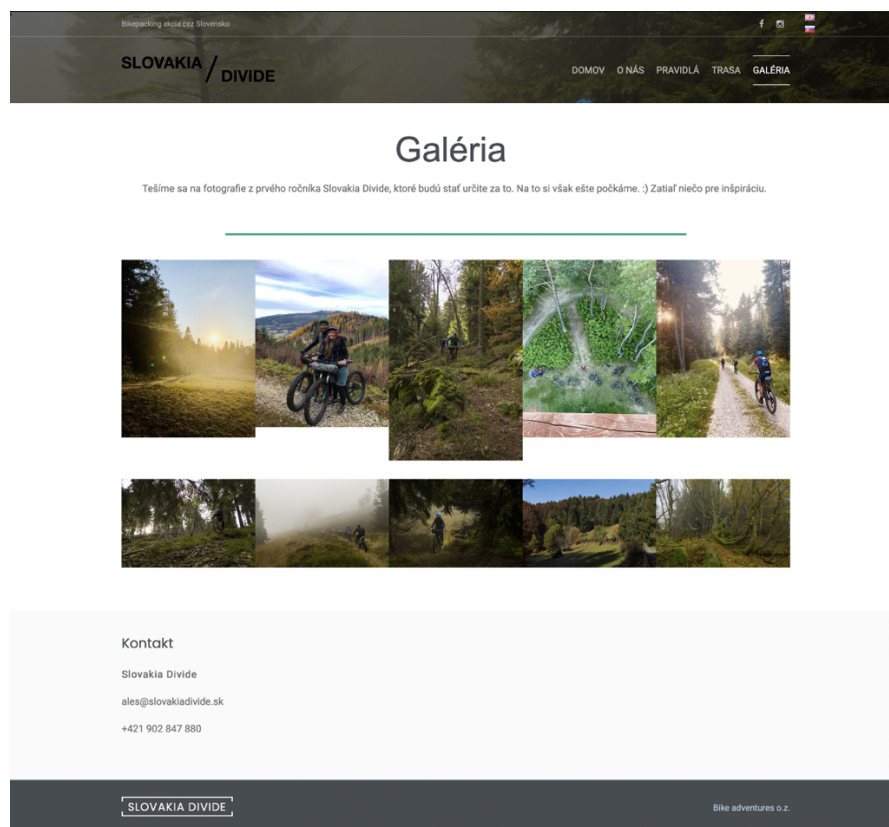 Bikepacking akcia cez Slovensko
SLOVAKIA / DIVIDE
DOMOV O NÁS PRAVIDLÁ TRASA GALÉRIA
Galéria
Tešíme sa na fotografie z prvého ročníka Slovakia Divide, ktoré budú stať určite za to. Na to si však ešte počkáme. :) Zatiaľ niečo pre inšpiráciu.
Kontakt
Slovakia Divide
ales@slovakiadivide.sk
+421 902 847 880
SLOVAKIA DIVIDE
Bike adventures o.z.